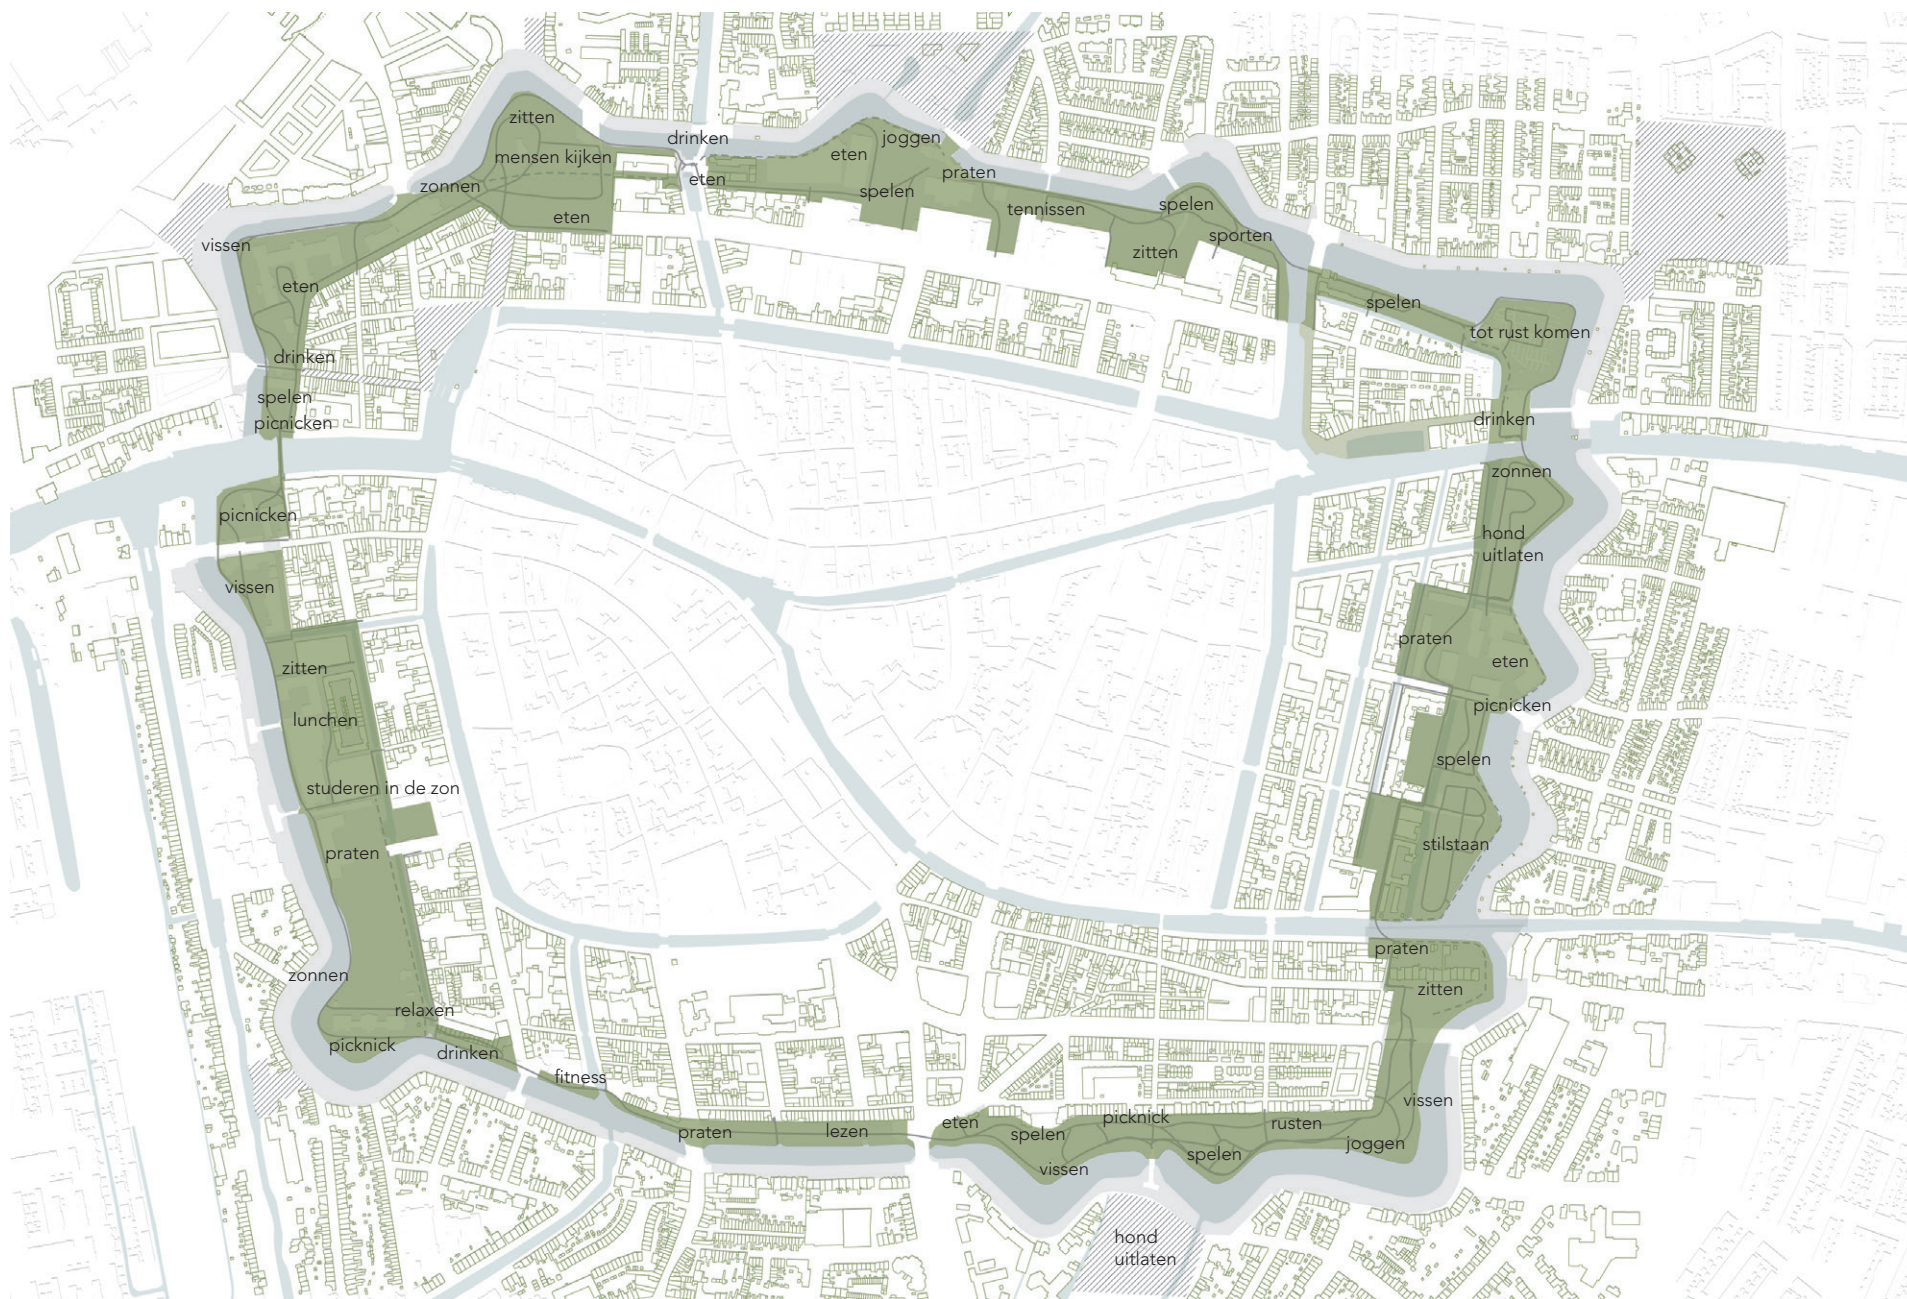 zitten
drinken
joggen
mensen kijken
eten
zonnen
eten
praten
spelen
eten
tennissen
spelen
vissen
sporten
zitten
eten
spelen
tot rust komen
drinken
spelen
picnicken
drinken
zonnen
picnicken
hond
uitlaten
vissen
praten
eten
zitten
picnicken
lunchen
spelen
studeren in de zon
praten
stilstaan
praten
zonnen
zitten
relaxen
picknick
drinken
fitness
vissen
praten
lezen
eten
spelen
picknick
rusten
joggen
spelen
vissen
hond
uitlaten